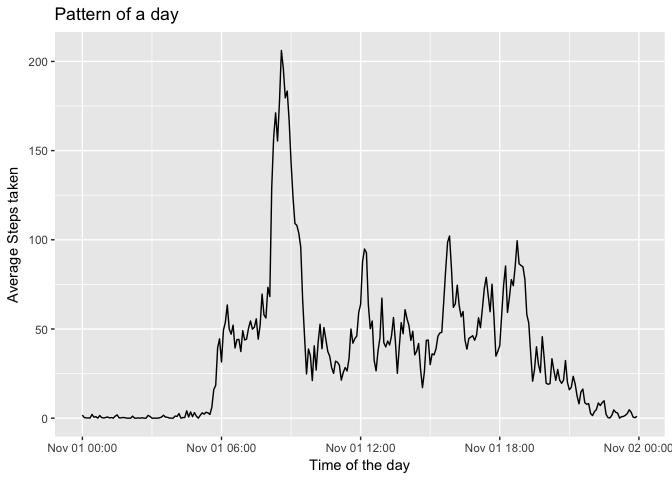 Pattern of a day
Average Steps taken
200
150
100
50
0
Nov 01 00:00
Nov 01 06:00
Nov 01 12:00
Nov 01 18:00
Nov 02 00:00
Time of the day